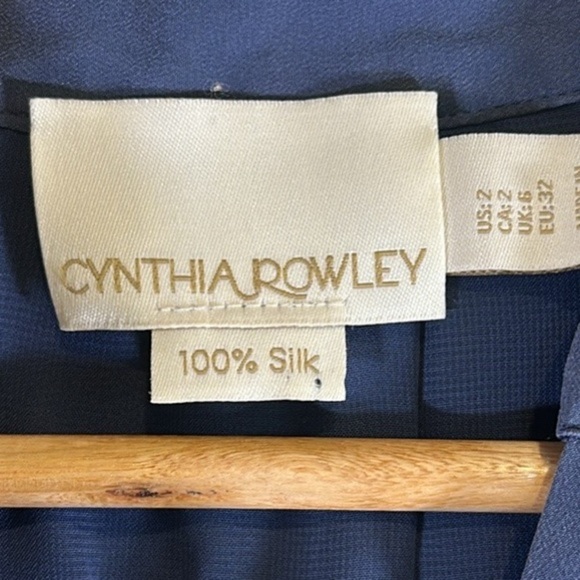 CYNTHIA ROWLEY
100% Silk
US: 2
CA: 2
UK: 6
EU: 32